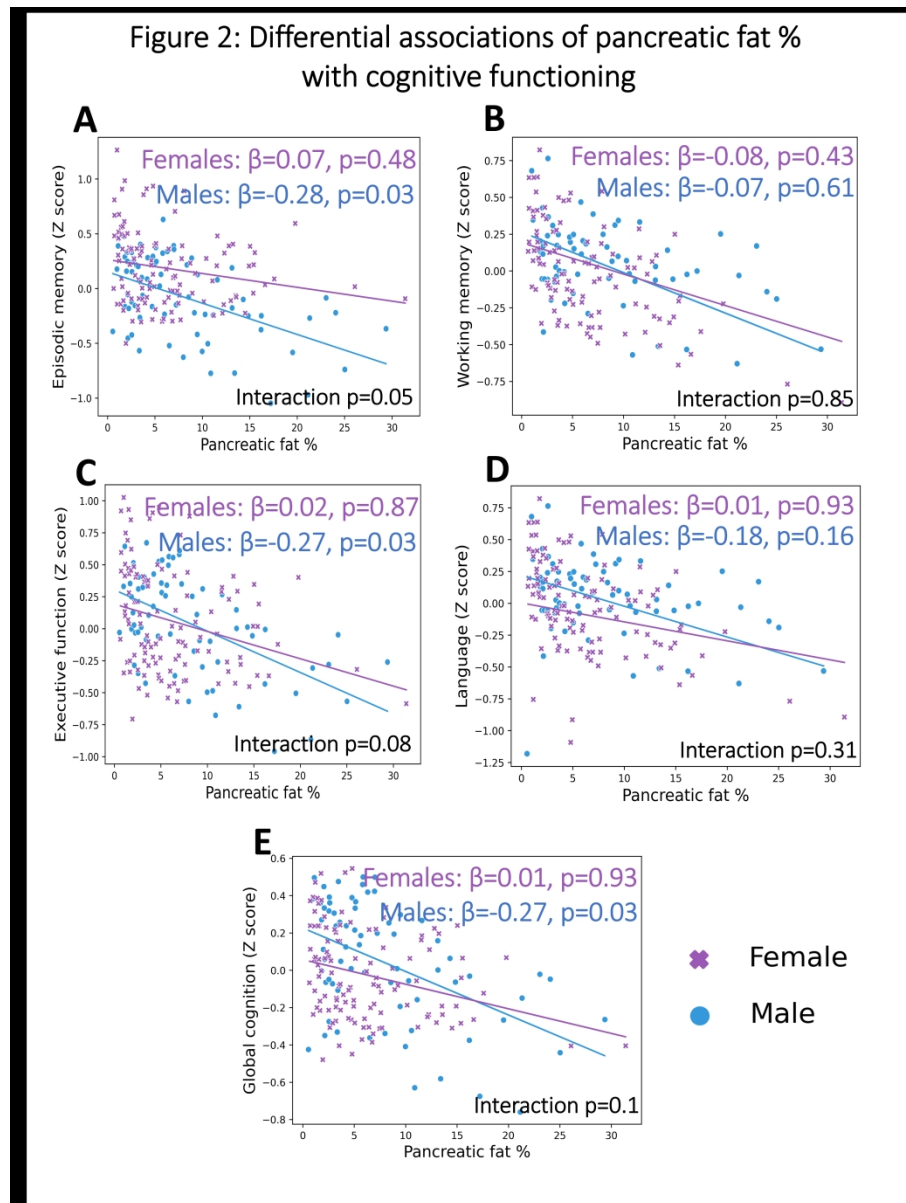 Figure 2: Differential associations of pancreatic fat %
with cognitive functioning
A
Females: β=0.07, p=0.48
Males: β=-0.28, p=0.03
Episodic memory (Z score)
1.0
0.5
0.0
−0.5
−1.0
Interaction p=0.05
0 5 10 15 20 25 30
Pancreatic fat %
B
Females: β=-0.08, p=0.43
Males: β=-0.07, p=0.61
Working memory (Z score)
0.75
0.50
0.25
0.00
−0.25
−0.50
−0.75
Interaction p=0.85
0 5 10 15 20 25 30
Pancreatic fat %
C
Females: β=0.02, p=0.87
Males: β=-0.27, p=0.03
Executive function (Z score)
1.00
0.75
0.50
0.25
0.00
−0.25
−0.50
−0.75
−1.00
Interaction p=0.08
0 5 10 15 20 25 30
Pancreatic fat %
D
Females: β=0.01, p=0.93
Males: β=-0.18, p=0.16
Language (Z score)
0.75
0.50
0.25
0.00
−0.25
−0.50
−0.75
−1.00
−1.25
Interaction p=0.31
0 5 10 15 20 25 30
Pancreatic fat %
E
Females: β=0.01, p=0.93
Males: β=-0.27, p=0.03
Global cognition (Z score)
0.6
0.4
0.2
0.0
−0.2
−0.4
−0.6
−0.8
Interaction p=0.1
0 5 10 15 20 25 30
Pancreatic fat %
Female
Male